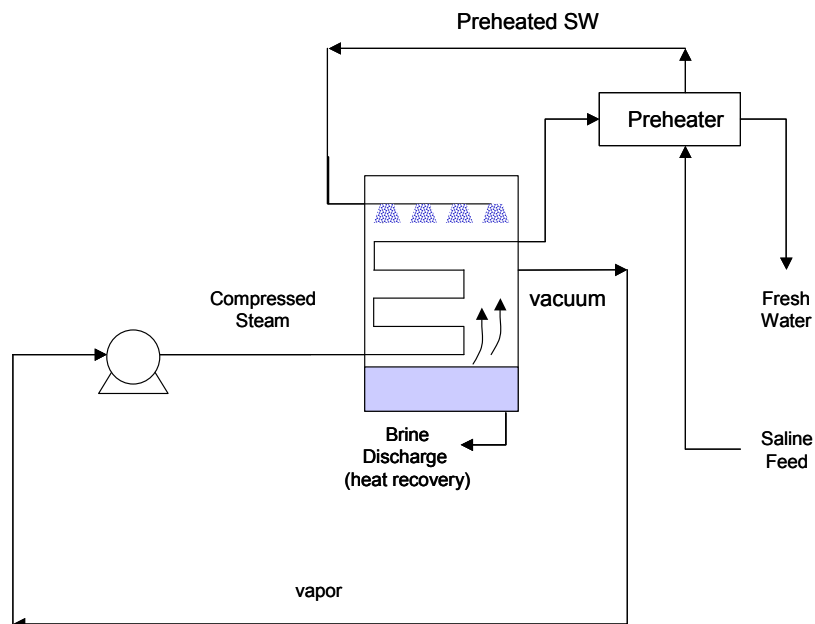 Preheated SW
Preheater
Compressed
Steam
vacuum
Fresh
Water
Brine
Discharge
(heat recovery)
Saline
Feed
vapor